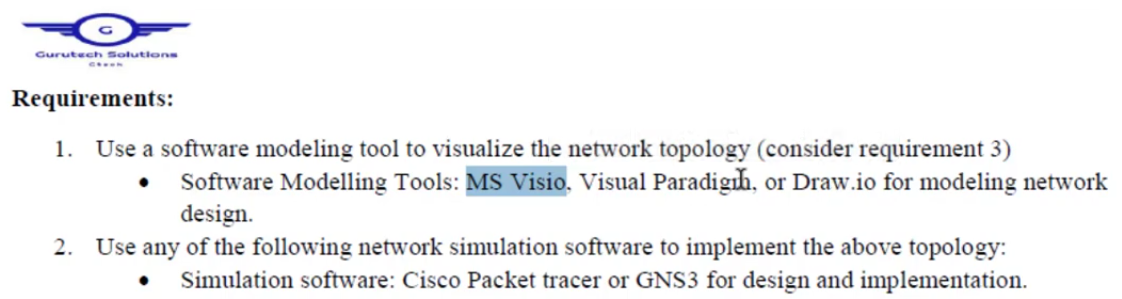 G
Gurutech Solutions
Gtech
Requirements:
1. Use a software modeling tool to visualize the network topology (consider requirement 3)
• Software Modelling Tools: MS Visio, Visual Paradigm, or Draw.io for modeling network
design.
2. Use any of the following network simulation software to implement the above topology:
• Simulation software: Cisco Packet tracer or GNS3 for design and implementation.